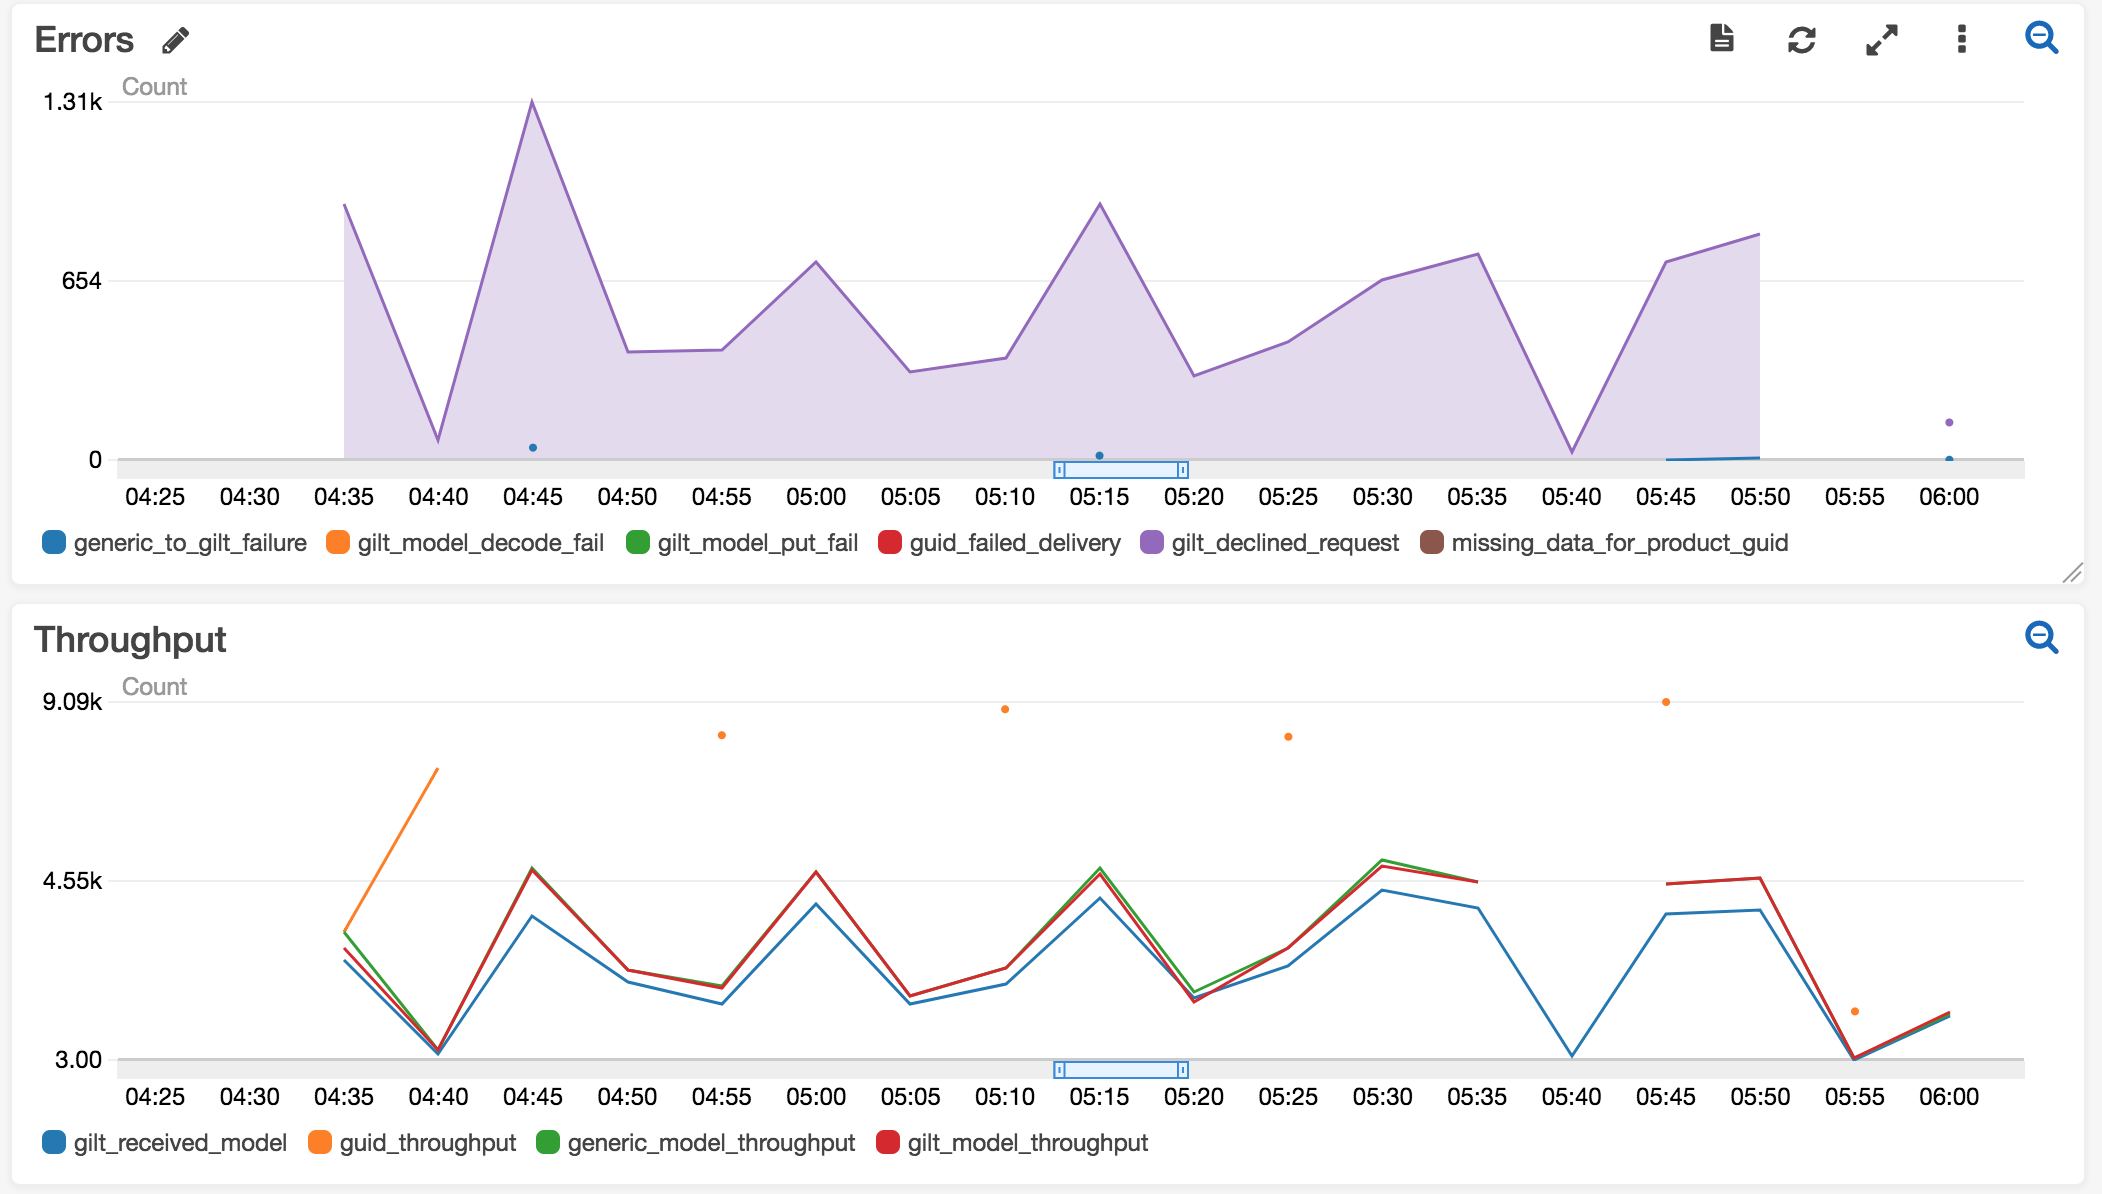 Errors
Count
1.31k
654
0
04:25 04:30 04:35 04:40 04:45 04:50 04:55 05:00 05:05 05:10 05:15 05:20 05:25 05:30 05:35 05:40 05:45 05:50 05:55 06:00
generic_to_gilt_failure gilt_model_decode_fail gilt_model_put_fail guid_failed_delivery gilt_declined_request missing_data_for_product_guid
Throughput
Count
9.09k
4.55k
3.00
04:25 04:30 04:35 04:40 04:45 04:50 04:55 05:00 05:05 05:10 05:15 05:20 05:25 05:30 05:35 05:40 05:45 05:50 05:55 06:00
gilt_received_model guid_throughput generic_model_throughput gilt_model_throughput